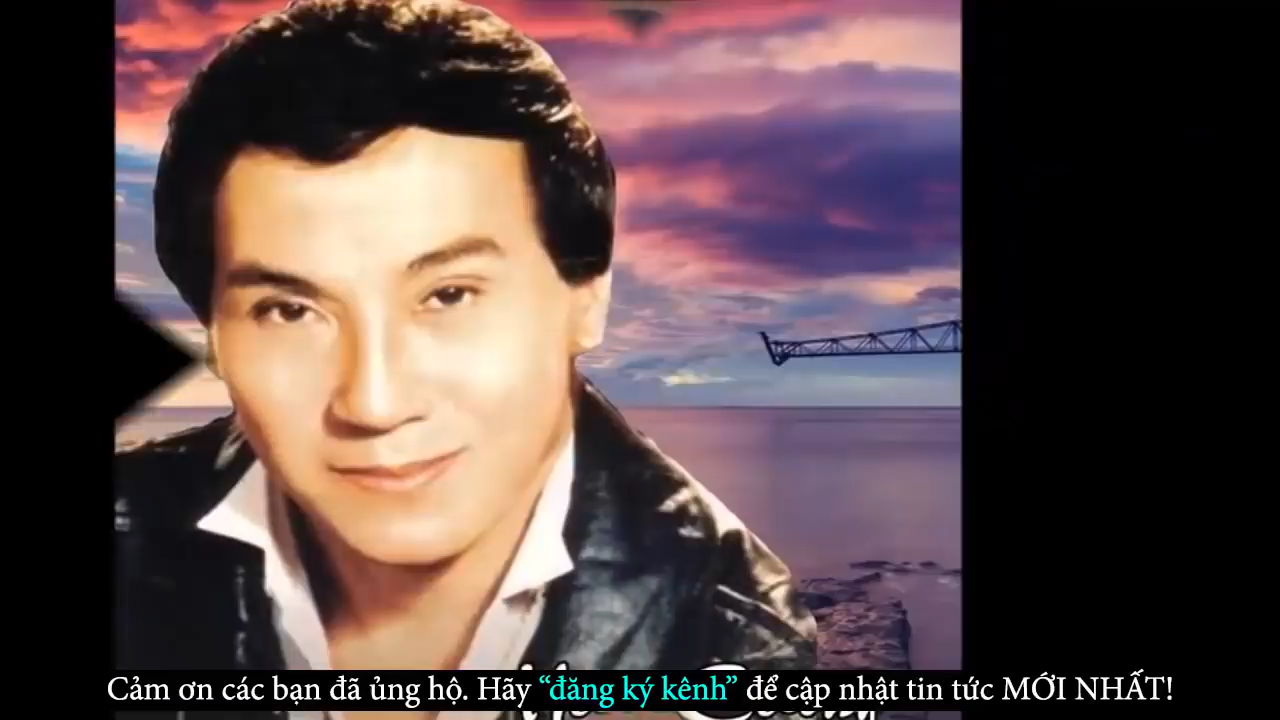 Cảm ơn các bạn đã ủng hộ. Hãy “đăng ký kênh” để cập nhật tin tức MỚI NHẤT!